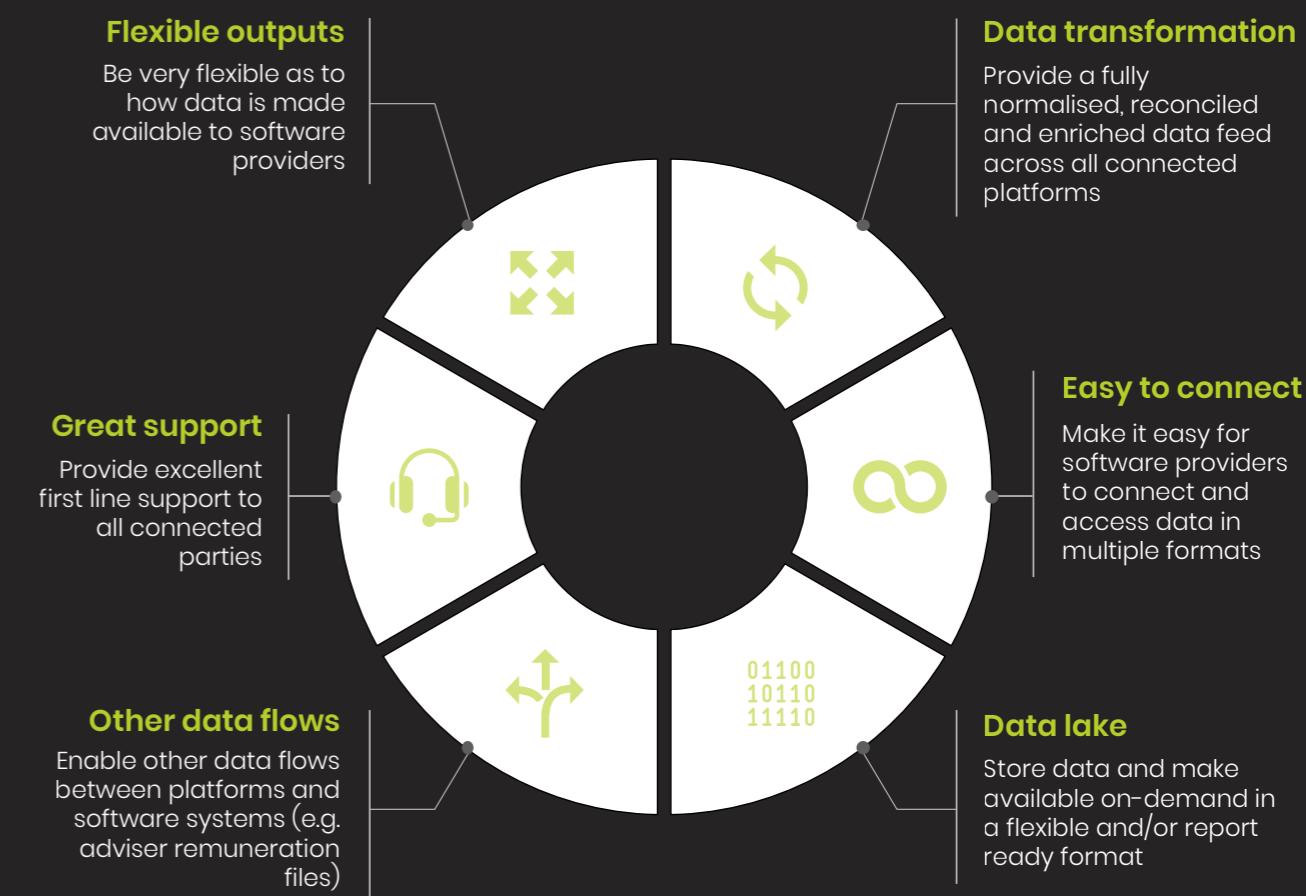 Flexible outputs
Be very flexible as to
how data is made
available to software
providers
Data transformation
Provide a fully
normalised, reconciled
and enriched data feed
across all connected
platforms
Great support
Provide excellent
first line support to
all connected
parties
Easy to connect
Make it easy for
software providers
to connect and
access data in
multiple formats
01100
10110
11110
Other data flows
Enable other data flows
between platforms and
software systems (e.g.
adviser remuneration
files)
Data lake
Store data and make
available on-demand in
a flexible and/or report
ready format